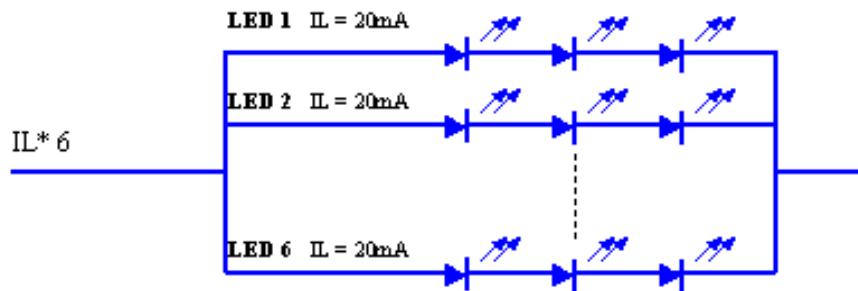 LED 1 IL = 20mA
LED 2 IL = 20mA
IL* 6
LED 6 IL = 20mA